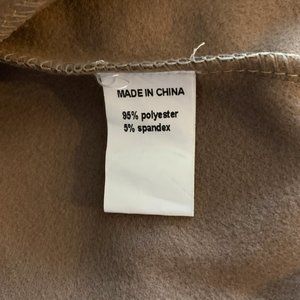 MADE IN CHINA
95% polyester
5% spandex